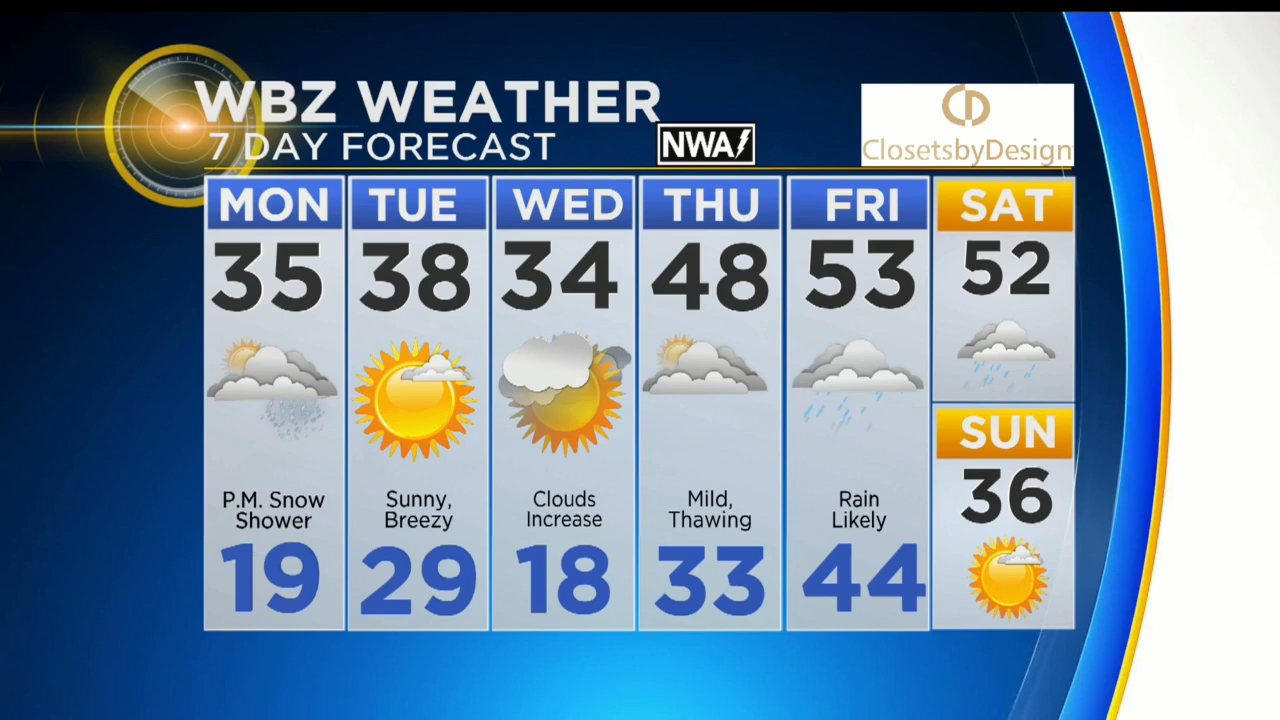 WBZ WEATHER
7 DAY FORECAST
NWA
CD
ClosetsbyDesign
MON
35
P.M. Snow
Shower
19
TUE
38
Sunny,
Breezy
29
WED
34
Clouds
Increase
18
THU
48
Mild,
Thawing
33
FRI
53
Rain
Likely
44
SAT
52
SUN
36